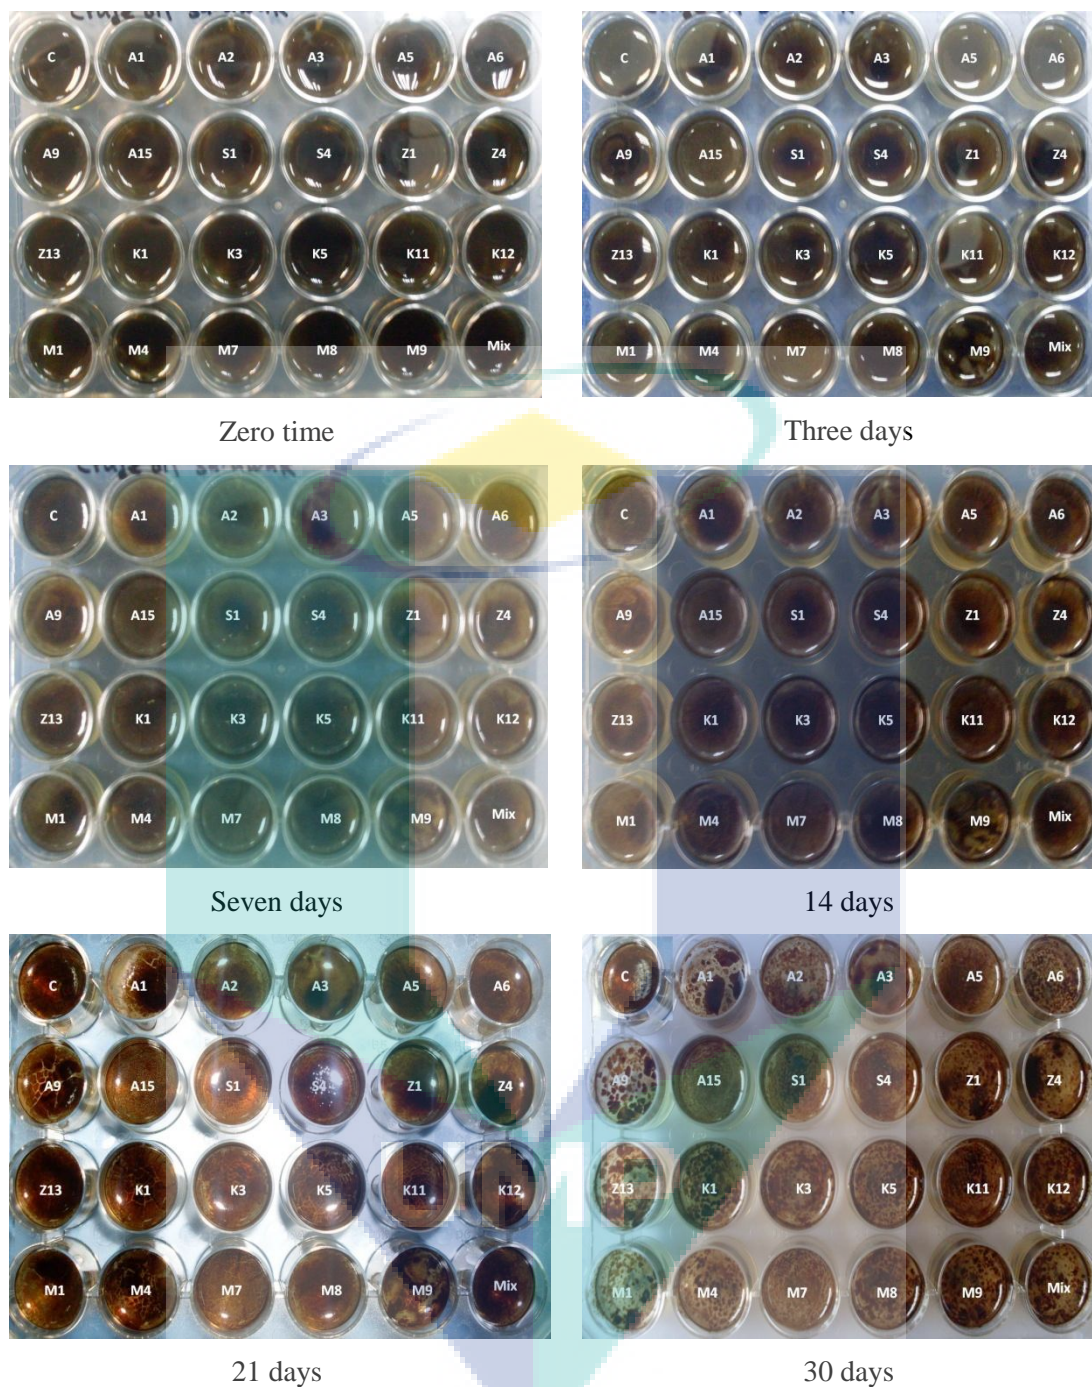 C A1 A2 A3 A5 A6
A9 A15 S1 S4 Z1 Z4
Z13 K1 K3 K5 K11 K12
M1 M4 M7 M8 M9 Mix
Zero time
C A1 A2 A3 A5 A6
A9 A15 S1 S4 Z1 Z4
Z13 K1 K3 K5 K11 K12
M1 M4 M7 M8 M9 Mix
Three days
Crude oil
C A1 A2 A3 A5 A6
A9 A15 S1 S4 Z1 Z4
Z13 K1 K3 K5 K11 K12
M1 M4 M7 M8 M9 Mix
Seven days
C A1 A2 A3 A5 A6
A9 A15 S1 S4 Z1 Z4
Z13 K1 K3 K5 K11 K12
M1 M4 M7 M8 M9 Mix
14 days
C A1 A2 A3 A5 A6
A9 A15 S1 S4 Z1 Z4
Z13 K1 K3 K5 K11 K12
M1 M4 M7 M8 M9 Mix
21 days
C A1 A2 A3 A5 A6
A9 A15 S1 S4 Z1 Z4
Z13 K1 K3 K5 K11 K12
M1 M4 M7 M8 M9 Mix
30 days
UMP